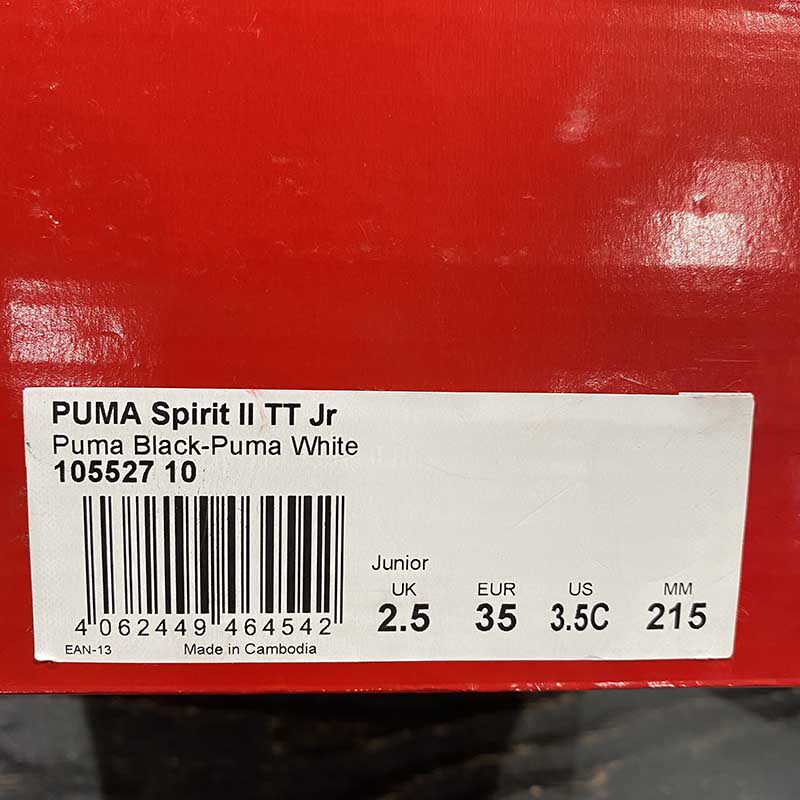 PUMA Spirit II TT Jr
Puma Black-Puma White
105527 10
4 062449 464542
EAN-13 Made in Cambodia
Junior
UK EUR US MM
2.5 35 3.5C 215